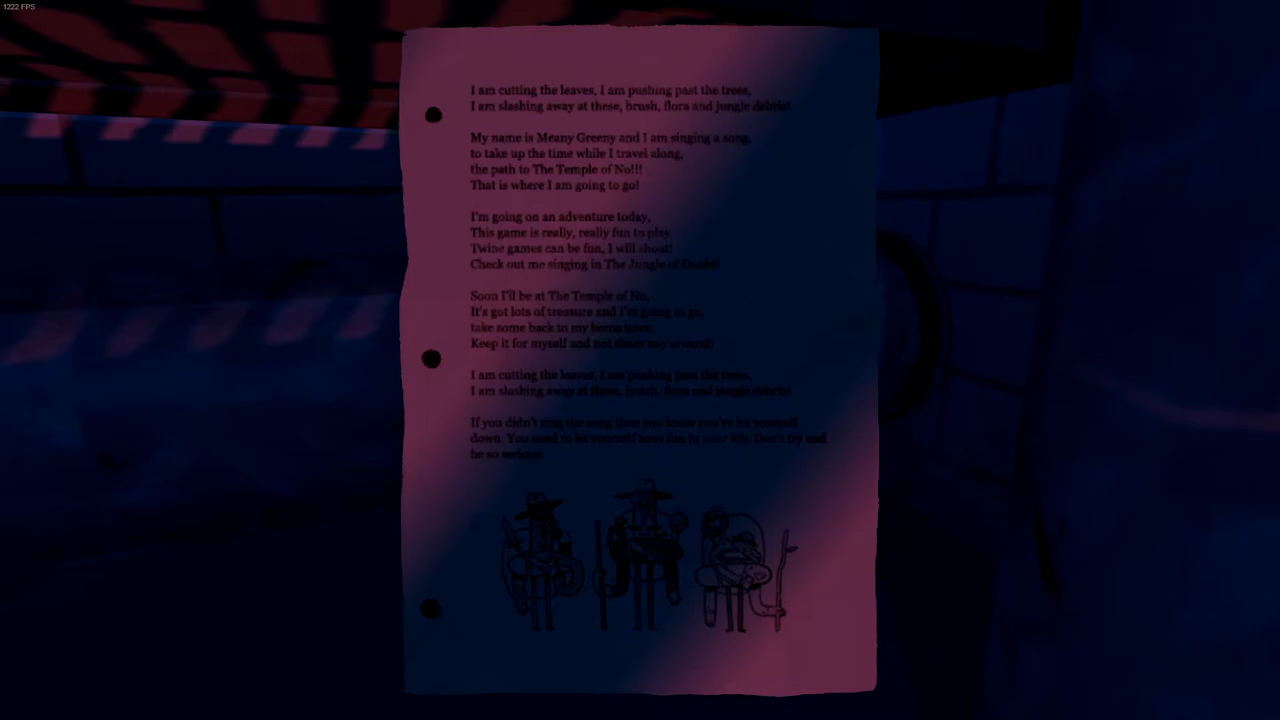 1222 FPS
I am cutting the leaves, I am pushing past the trees,
I am slashing away at these, brush, flora and jungle debris!
My name is Meany Greeny and I am singing a song,
to take up the time while I travel along,
the path to The Temple of No!!!
That is where I am going to go!
I'm going on an adventure today,
This game is really, really fun to play
Twine games can be fun, I will shout!
Check out me singing in The Jungle of Doubt!
Soon I'll be at The Temple of No,
It's got lots of treasure and I'm going to go,
take some back to my home town,
Keep it for myself and not share any around!
I am cutting the leaves, I am pushing past the trees,
I am slashing away at these, brush, flora and jungle debris!
If you didn't sing the song then you know you've let yourself
down. You need to let yourself have fun in your life. Don't try and
be so serious.